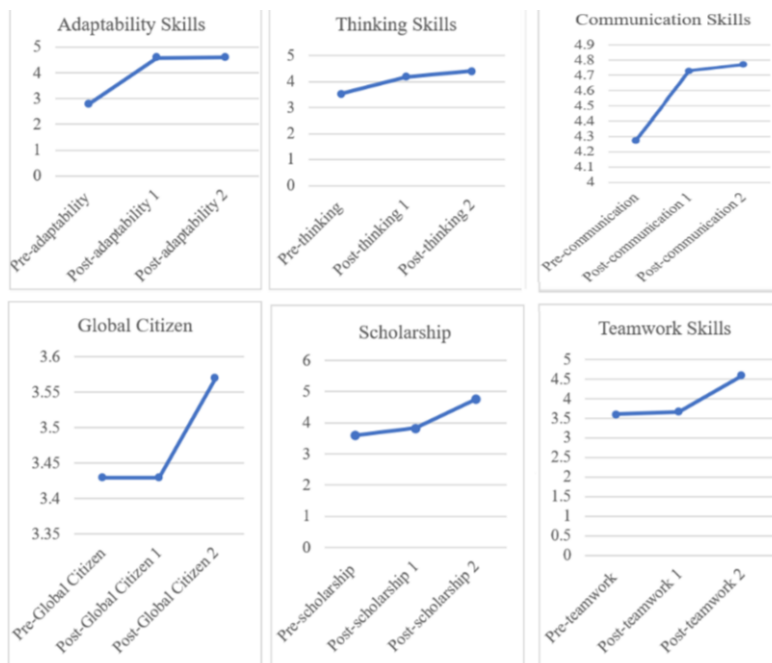 Adaptability Skills
5
4
3
2
1
0
Pre-adaptability
Post-adaptability 1
Post-adaptability 2
Thinking Skills
5
4
3
2
1
0
Pre-thinking
Post-thinking 1
Post-thinking 2
Communication Skills
4.9
4.8
4.7
4.6
4.5
4.4
4.3
4.2
4.1
4
Pre-communication
Post-communication 1
Post-communication 2
Global Citizen
3.6
3.55
3.5
3.45
3.4
3.35
Pre-Global Citizen
Post-Global Citizen 1
Post-Global Citizen 2
Scholarship
6
5
4
3
2
1
0
Pre-scholarship
Post-scholarship 1
Post-scholarship 2
Teamwork Skills
5
4.5
4
3.5
3
2.5
2
1.5
1
0.5
0
Pre-teamwork
Post-teamwork 1
Post-teamwork 2